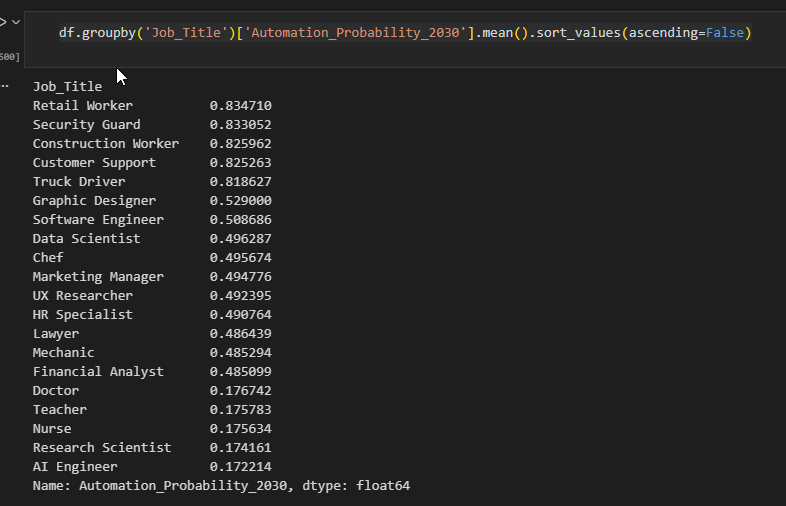 df.groupby('Job_Title')['Automation_Probability_2030'].mean().sort_values(ascending=False)
...
Job_Title
Retail Worker          0.834710
Security Guard         0.833052
Construction Worker    0.825962
Customer Support       0.825263
Truck Driver           0.818627
Graphic Designer       0.529000
Software Engineer      0.508686
Data Scientist         0.496287
Chef                   0.495674
Marketing Manager      0.494776
UX Researcher          0.492395
HR Specialist          0.490764
Lawyer                 0.486439
Mechanic               0.485294
Financial Analyst      0.485099
Doctor                 0.176742
Teacher                0.175783
Nurse                  0.175634
Research Scientist     0.174161
AI Engineer            0.172214
Name: Automation_Probability_2030, dtype: float64